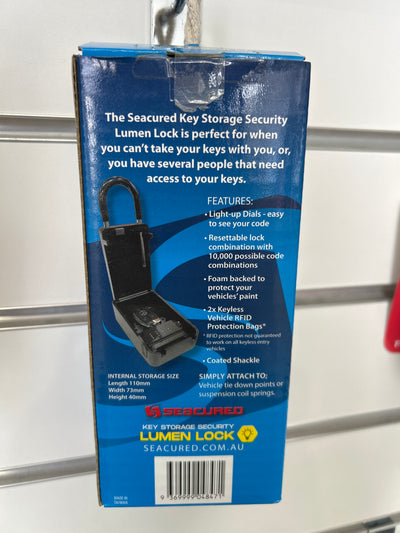 The Seacured Key Storage Security
Lumen Lock is perfect for when
you can't take your keys with you, or,
you have several people that need
access to your keys.
FEATURES:
• Light-up Dials - easy
to see your code
• Resettable lock
combination with
10,000 possible code
combinations
• Foam backed to
protect your
vehicles' paint
• 2x Keyless
Vehicle RFID
Protection Bags*
* RFID protection not guaranteed
to work on all keyless entry
vehicles
• Coated Shackle
INTERNAL STORAGE SIZE
Length 110mm
Width 73mm
Height 40mm
SIMPLY ATTACH TO:
Vehicle tie down points or
suspension coil springs.
SEACURED
KEY STORAGE SECURITY
LUMEN LOCK
SEACURED.COM.AU
MADE IN
TAIWAN
9 369999 048471